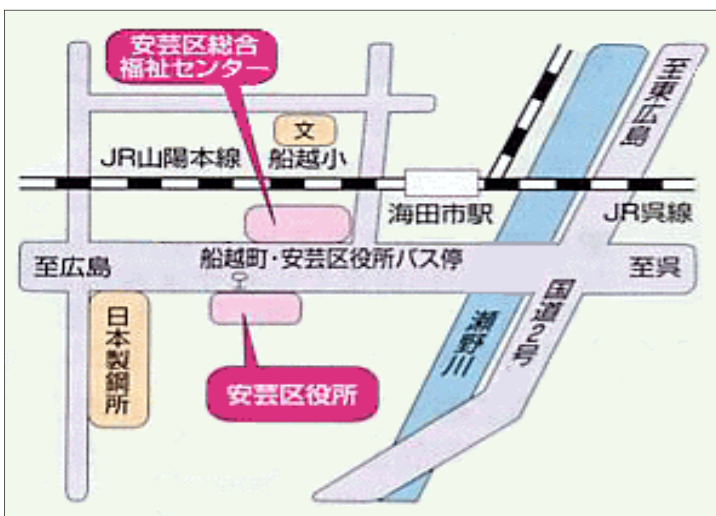 安芸区総合
福祉センター
至東広島
文
船越小
JR山陽本線
海田市駅
JR呉線
至広島
船越町・安芸区役所バス停
至呉
日本製鋼所
安芸区役所
瀬野川
国道2号